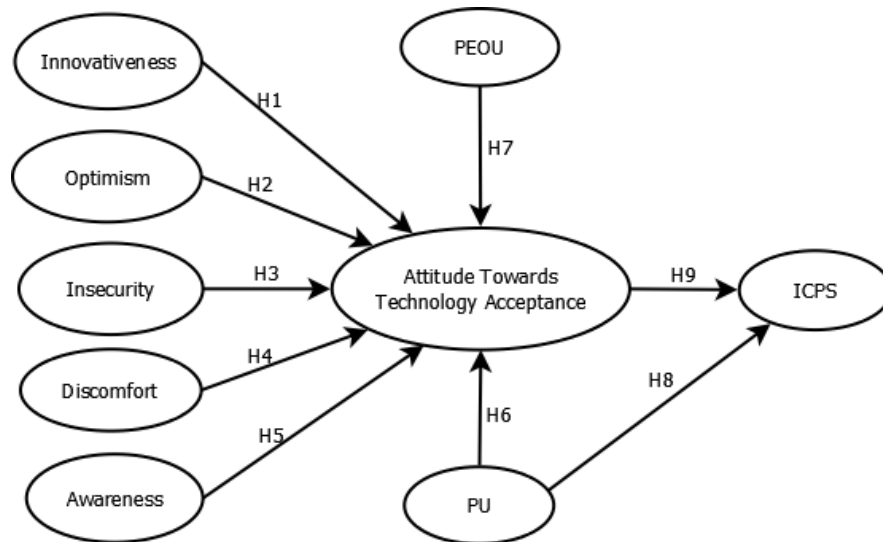 PEOU
Innovativeness
H1
H7
Optimism
H2
Attitude Towards
Technology Acceptance
Insecurity
H3
H9
ICPS
Discomfort
H4
H8
H5
H6
Awareness
PU